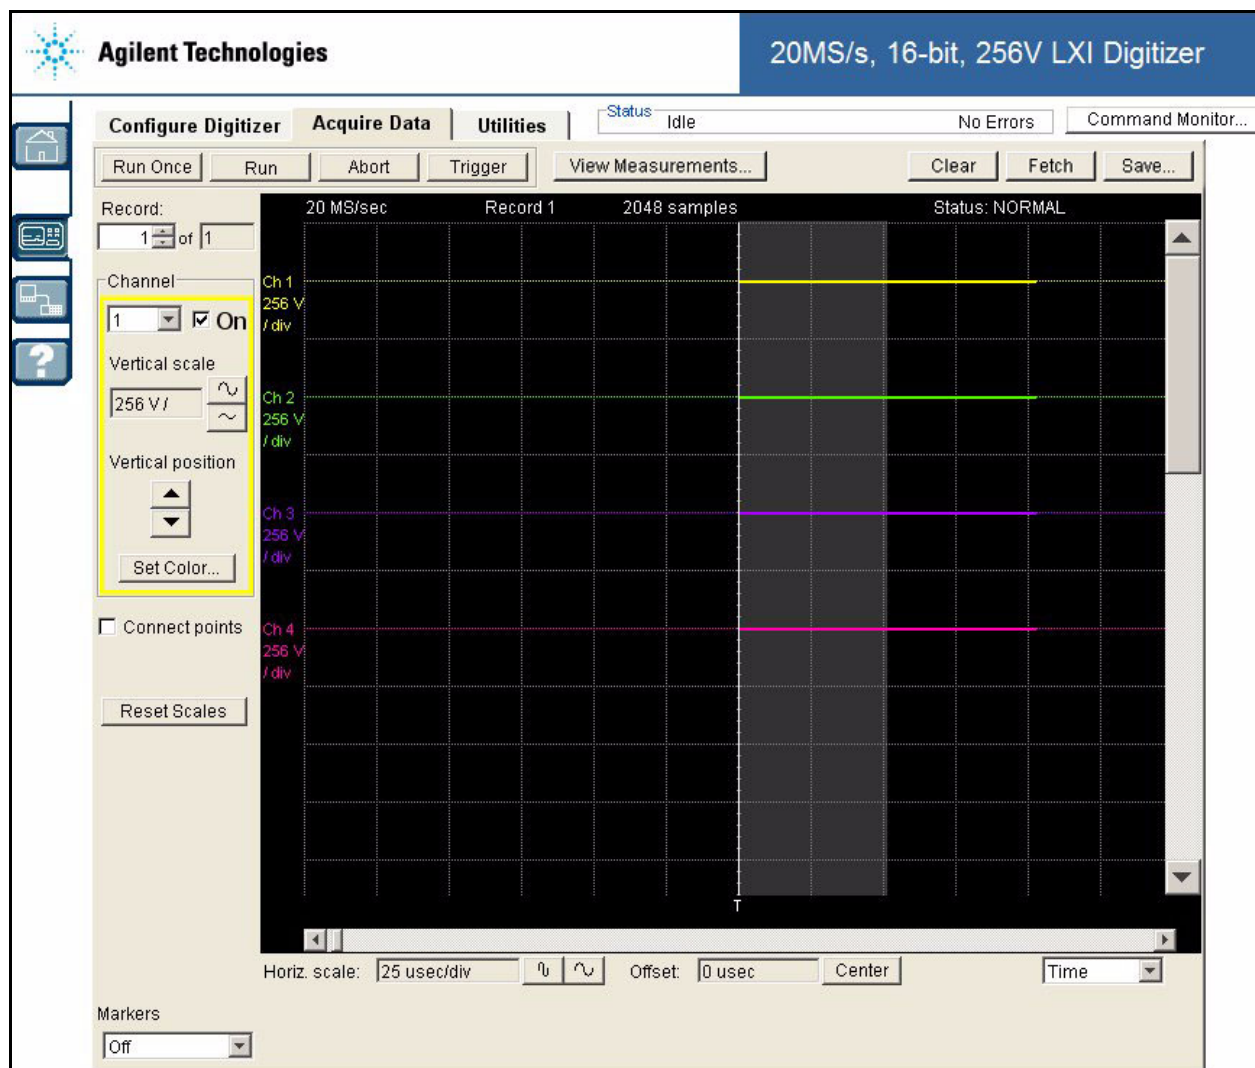 Agilent Technologies
20MS/s, 16-bit, 256V LXI Digitizer
Configure Digitizer Acquire Data Utilities
Status Idle No Errors Command Monitor...
Run Once Run Abort Trigger View Measurements... Clear Fetch Save...
Record: 20 MS/sec Record 1 2048 samples Status: NORMAL
1 of 1
Channel
1 On
Vertical scale
256 V /
Vertical position
Set Color...
Connect points
Reset Scales
Ch 1
256 V
/ div
Ch 2
256 V
/ div
Ch 3
256 V
/ div
Ch 4
256 V
/ div
T
Horiz. scale: 25 usec/div Offset: 0 usec Center Time
Markers
Off
?